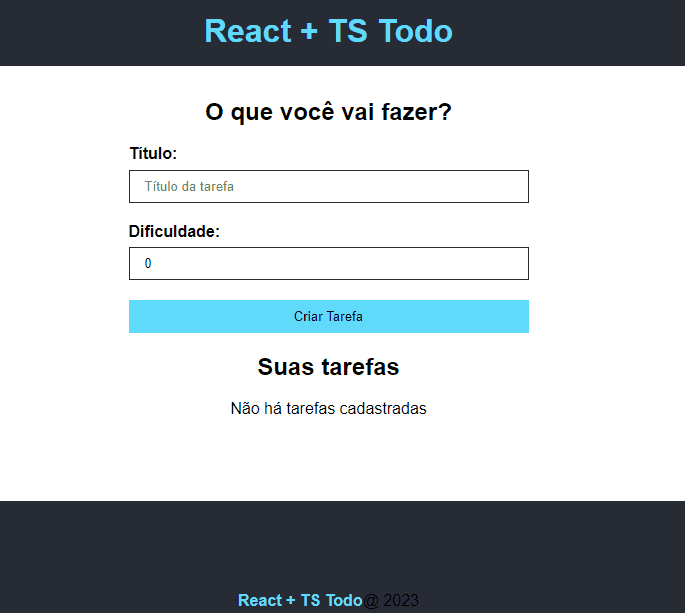 React + TS Todo
O que você vai fazer?
Título:
Título da tarefa
Dificuldade:
0
Criar Tarefa
Suas tarefas
Não há tarefas cadastradas
React + TS Todo@ 2023